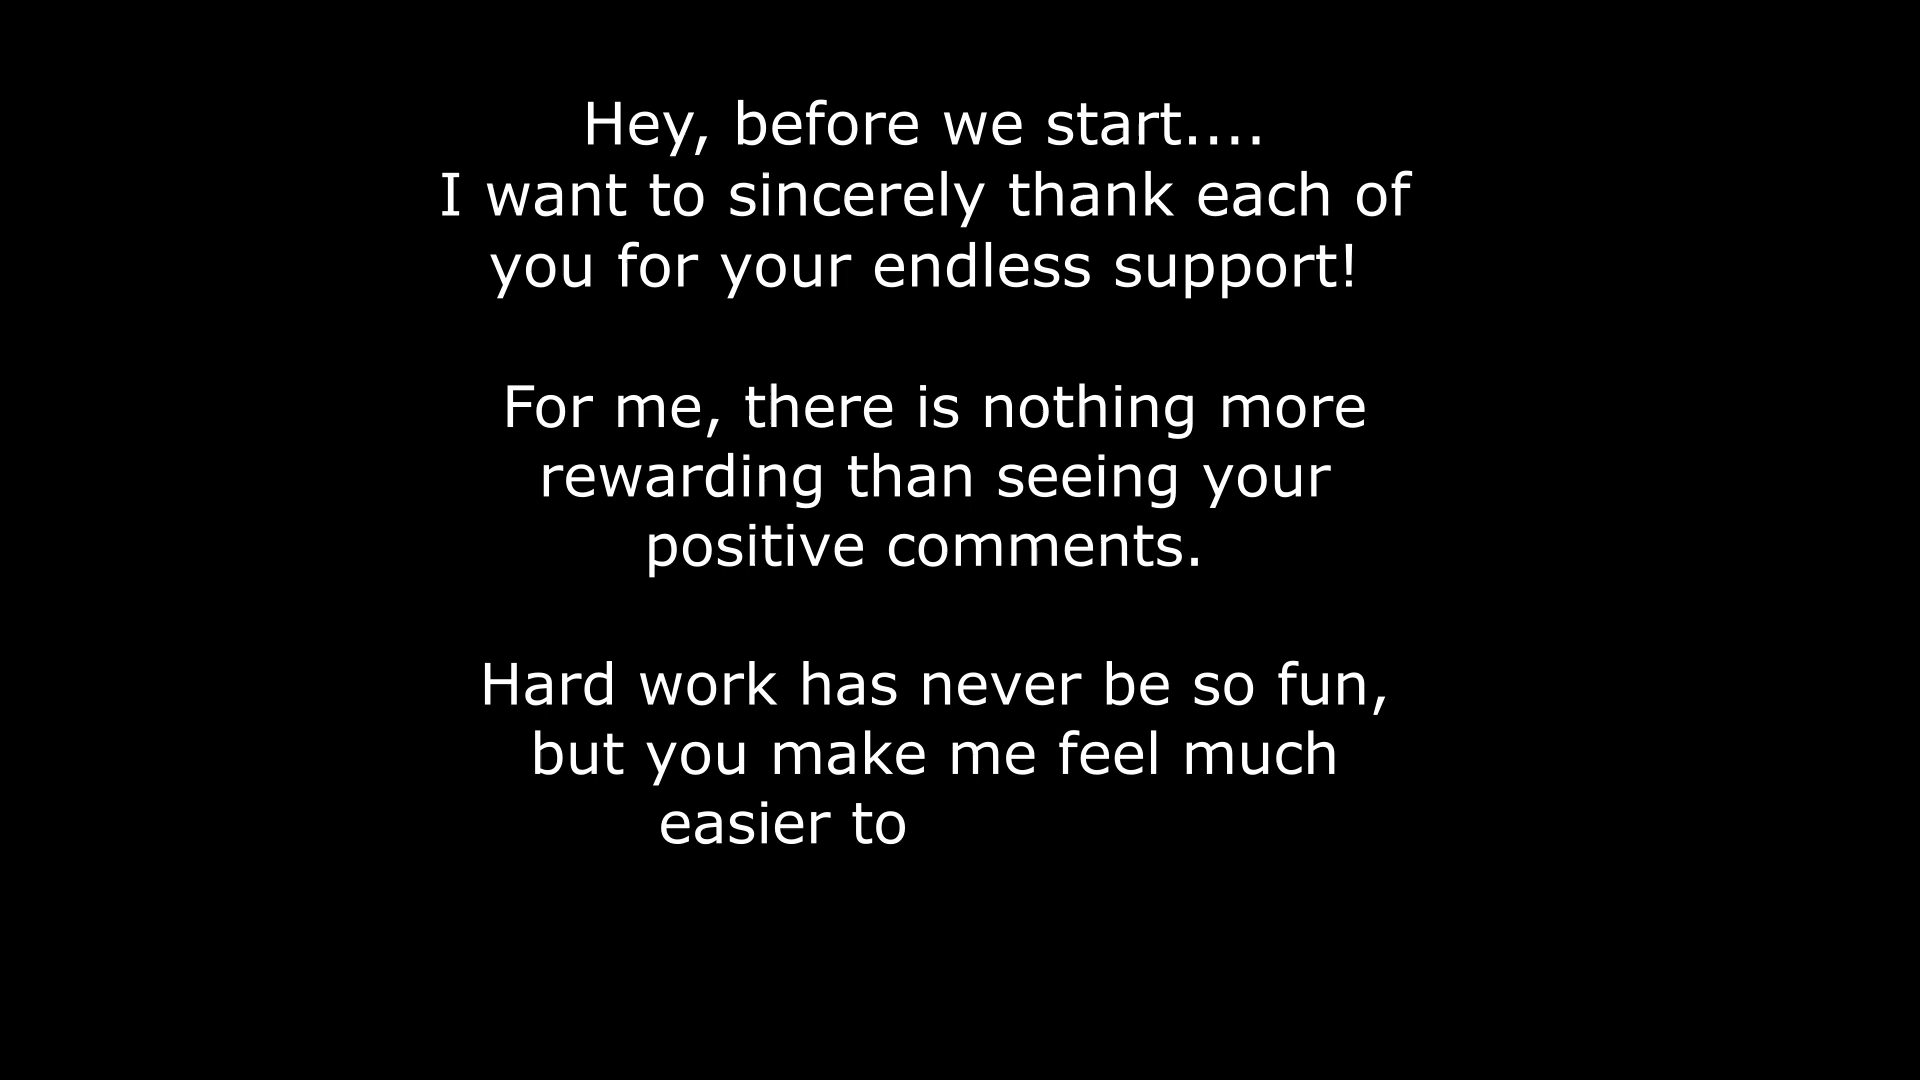 Hey, before we start....
I want to sincerely thank each of
you for your endless support!
For me, there is nothing more
rewarding than seeing your
positive comments.
Hard work has never be so fun,
but you make me feel much
easier to